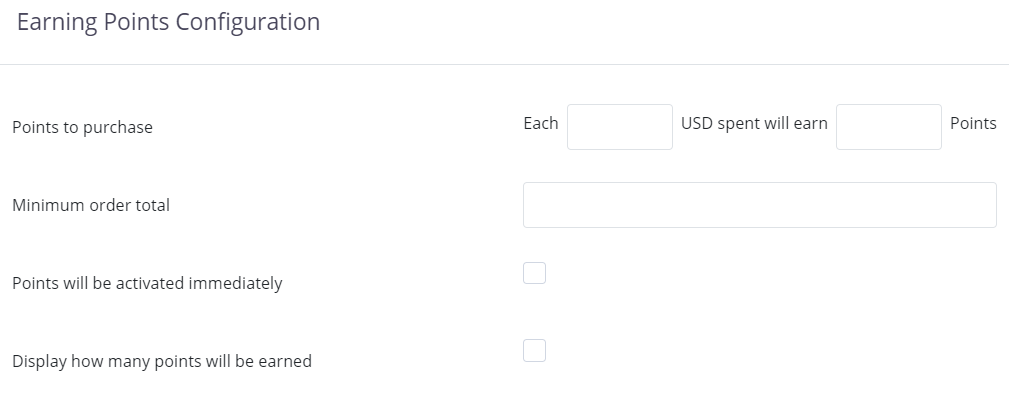 Earning Points Configuration
Points to purchase
Each USD spent will earn Points
Minimum order total
Points will be activated immediately
Display how many points will be earned